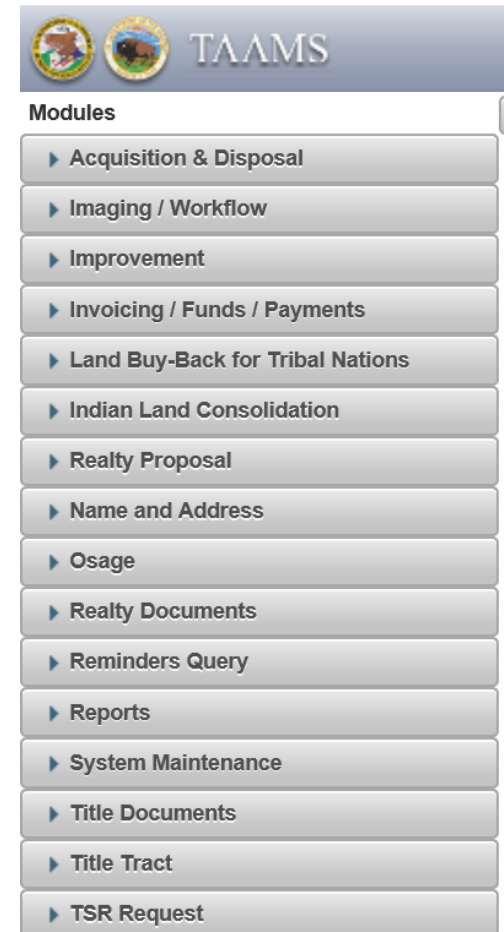 TAAMS
Modules
Acquisition & Disposal
Imaging / Workflow
Improvement
Invoicing / Funds / Payments
Land Buy-Back for Tribal Nations
Indian Land Consolidation
Realty Proposal
Name and Address
Osage
Realty Documents
Reminders Query
Reports
System Maintenance
Title Documents
Title Tract
TSR Request